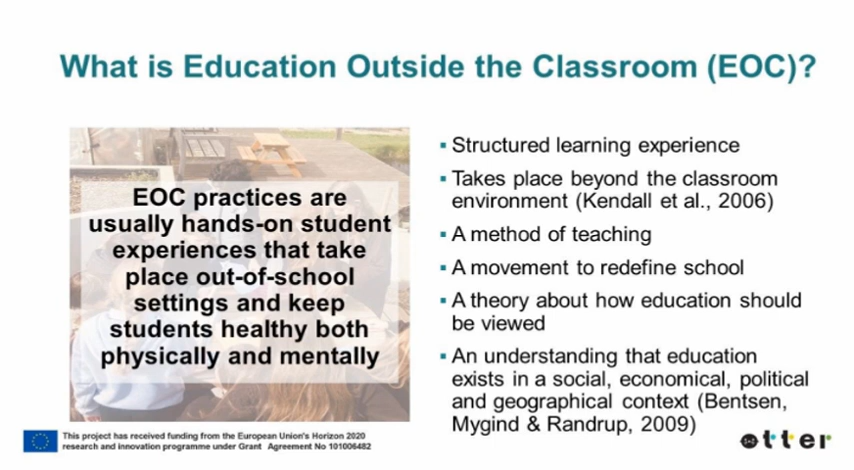 What is Education Outside the Classroom (EOC)?
EOC practices are
usually hands-on student
experiences that take
place out-of-school
settings and keep
students healthy both
physically and mentally
▪ Structured learning experience
▪ Takes place beyond the classroom
environment (Kendall et al., 2006)
▪ A method of teaching
▪ A movement to redefine school
▪ A theory about how education should
be viewed
▪ An understanding that education
exists in a social, economical, political
and geographical context (Bentsen,
Mygind & Randrup, 2009)
This project has received funding from the European Union's Horizon 2020
research and innovation programme under Grant Agreement No 101006482
otter